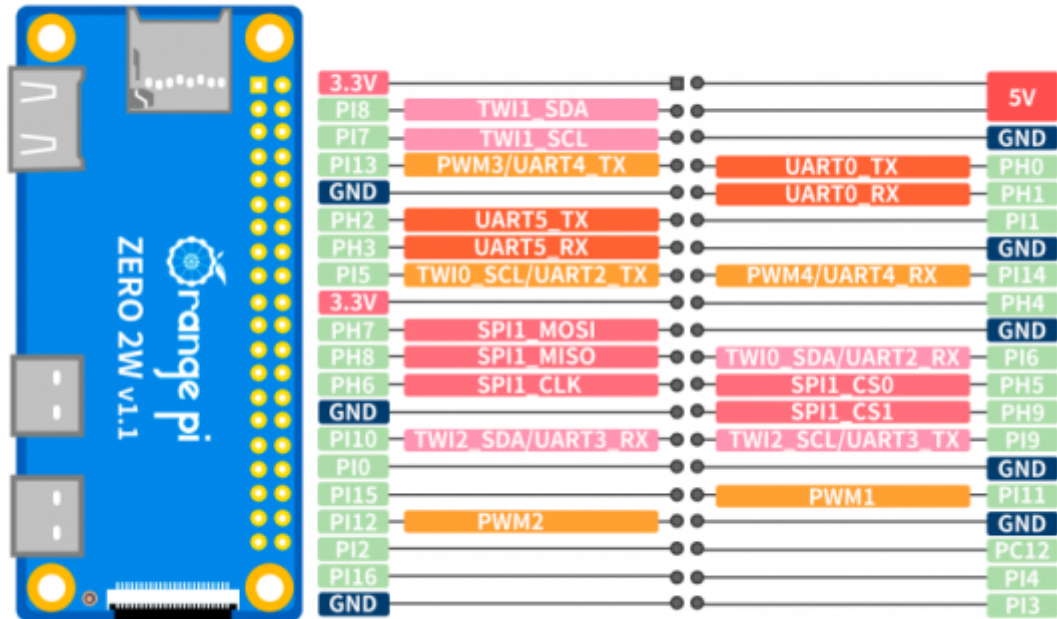 3.3V
5V
PI8 TWI1_SDA
PI7 TWI1_SCL GND
PI13 PWM3/UART4_TX UART0_TX PH0
GND UART0_RX PH1
PH2 UART5_TX PI1
PH3 UART5_RX GND
PI5 TWI0_SCL/UART2_TX PWM4/UART4_RX PI14
3.3V PH4
PH7 SPI1_MOSI GND
PH8 SPI1_MISO TWI0_SDA/UART2_RX PI6
PH6 SPI1_CLK SPI1_CS0 PH5
GND SPI1_CS1 PH9
PI10 TWI2_SDA/UART3_RX TWI2_SCL/UART3_TX PI9
PI0 GND
PI15 PWM1 PI11
PI12 PWM2 GND
PI2 PC12
PI16 PI4
GND PI3
Orange pi
ZERO 2W v1.1